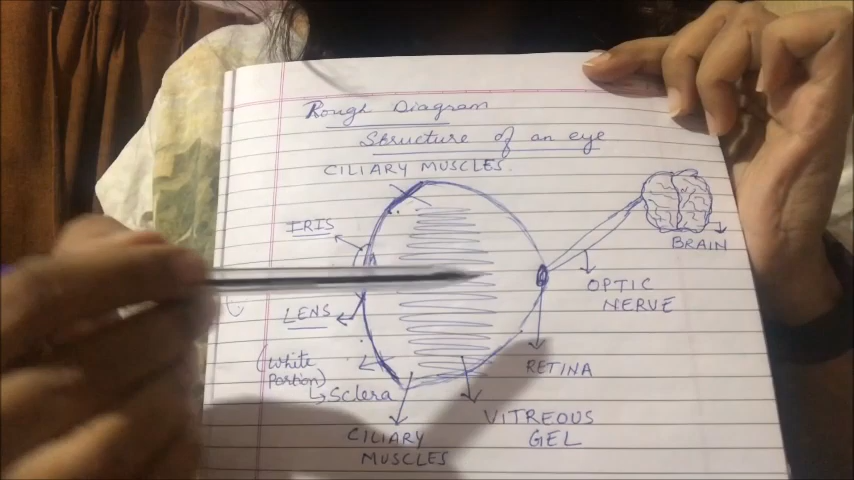 Rough Diagram
Structure of an eye
CILIARY MUSCLES.
IRIS
BRAIN
OPTIC
NERVE
LENS
(White
Portion)
Sclera
RETINA
VITREOUS
GEL
CILIARY
MUSCLES